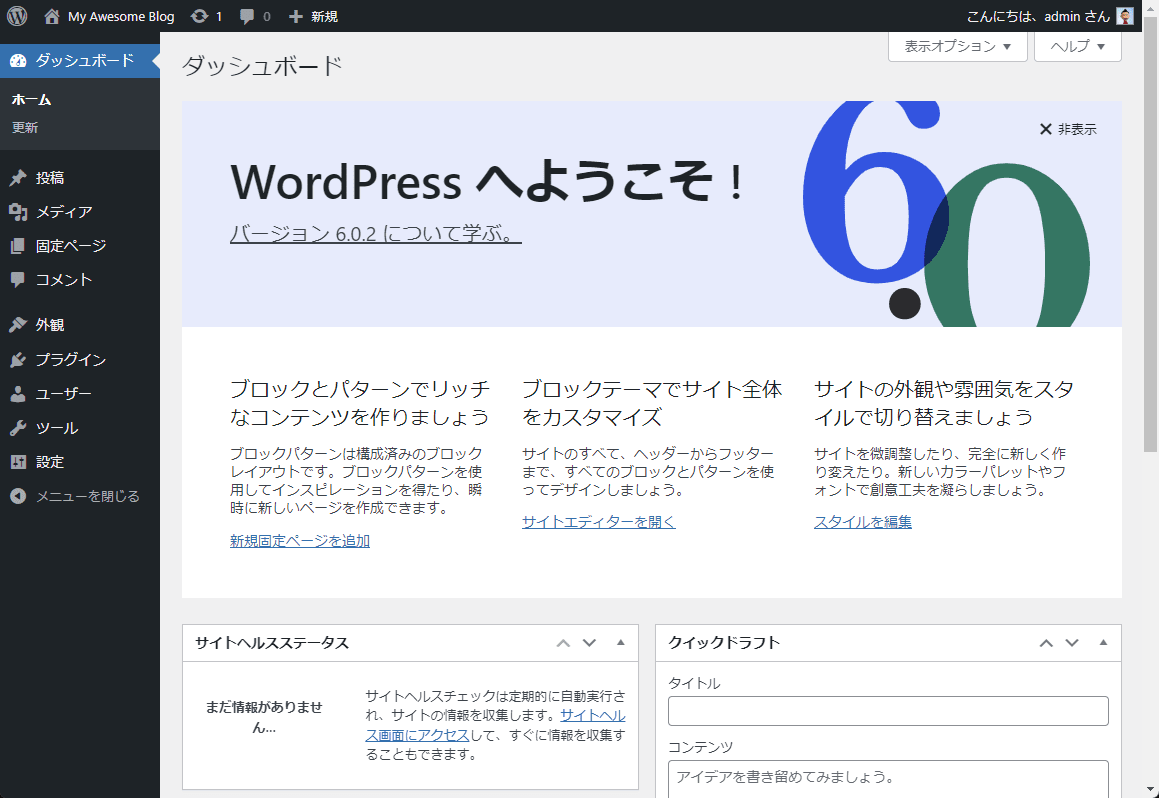 My Awesome Blog 1 0 新規 こんにちは、admin さん
ダッシュボード
ホーム
更新
投稿
メディア
固定ページ
コメント
外観
プラグイン
ユーザー
ツール
設定
メニューを閉じる
表示オプション ▼ ヘルプ ▼
ダッシュボード
非表示
WordPress へようこそ !
バージョン 6.0.2 について学ぶ。
6.0
ブロックとパターンでリッチ
なコンテンツを作りましょう
ブロックパターンは構成済みのブロック
レイアウトです。ブロックパターンを使
用してインスピレーションを得たり、瞬
時に新しいページを作成できます。
新規固定ページを追加
ブロックテーマでサイト全体
をカスタマイズ
サイトのすべて、ヘッダーからフッター
まで、すべてのブロックとパターンを使
ってデザインしましょう。
サイトエディターを開く
サイトの外観や雰囲気をスタ
イルで切り替えましょう
サイトを微調整したり、完全に新しく作
り変えたり。新しいカラーパレットやフ
ォントで創意工夫を凝らしましょう。
スタイルを編集
サイトヘルスステータス
まだ情報がありませ
ん...
サイトヘルスチェックは定期的に自動実行さ
れ、サイトの情報を収集します。サイトヘル
ス画面にアクセスして、すぐに情報を収集す
ることもできます。
クイックドラフト
タイトル
コンテンツ
アイデアを書き留めてみましょう。